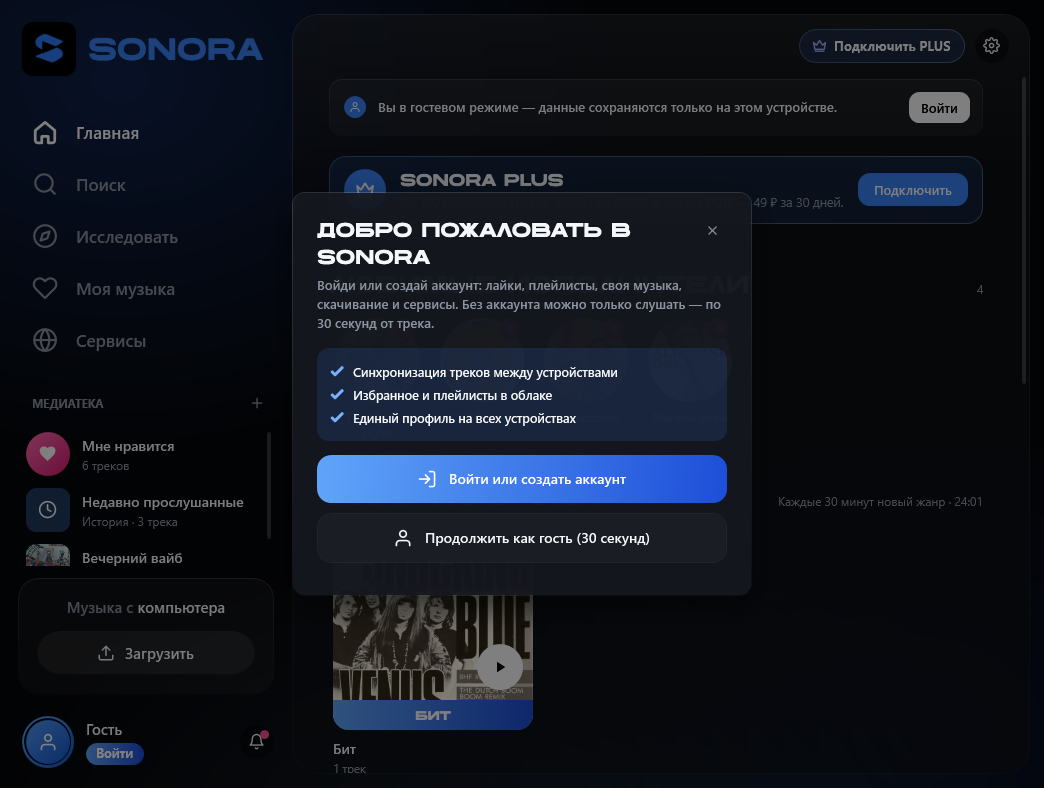 SONORA
Подключить PLUS
Главная
Поиск
Исследовать
Моя музыка
Сервисы
МЕДИАТЕКА
Мне нравится
6 треков
Недавно прослушанные
История · 3 трека
Вечерний вайб
Музыка с компьютера
Загрузить
Гость
Войти
Вы в гостевом режиме — данные сохраняются только на этом устройстве.
Войти
SONORA PLUS
49 ₽ за 30 дней.
Подключить
4
ДОБРО ПОЖАЛОВАТЬ В
SONORA
Войди или создай аккаунт: лайки, плейлисты, своя музыка,
скачивание и сервисы. Без аккаунта можно только слушать — по
30 секунд от трека.
Синхронизация треков между устройствами
Избранное и плейлисты в облаке
Единый профиль на всех устройствах
Войти или создать аккаунт
Продолжить как гость (30 секунд)
Каждые 30 минут новый жанр · 24:01
BLUE
VENUS
THE DUTCH BOOM
BOOM REMIX
БИТ
Бит
1 трек